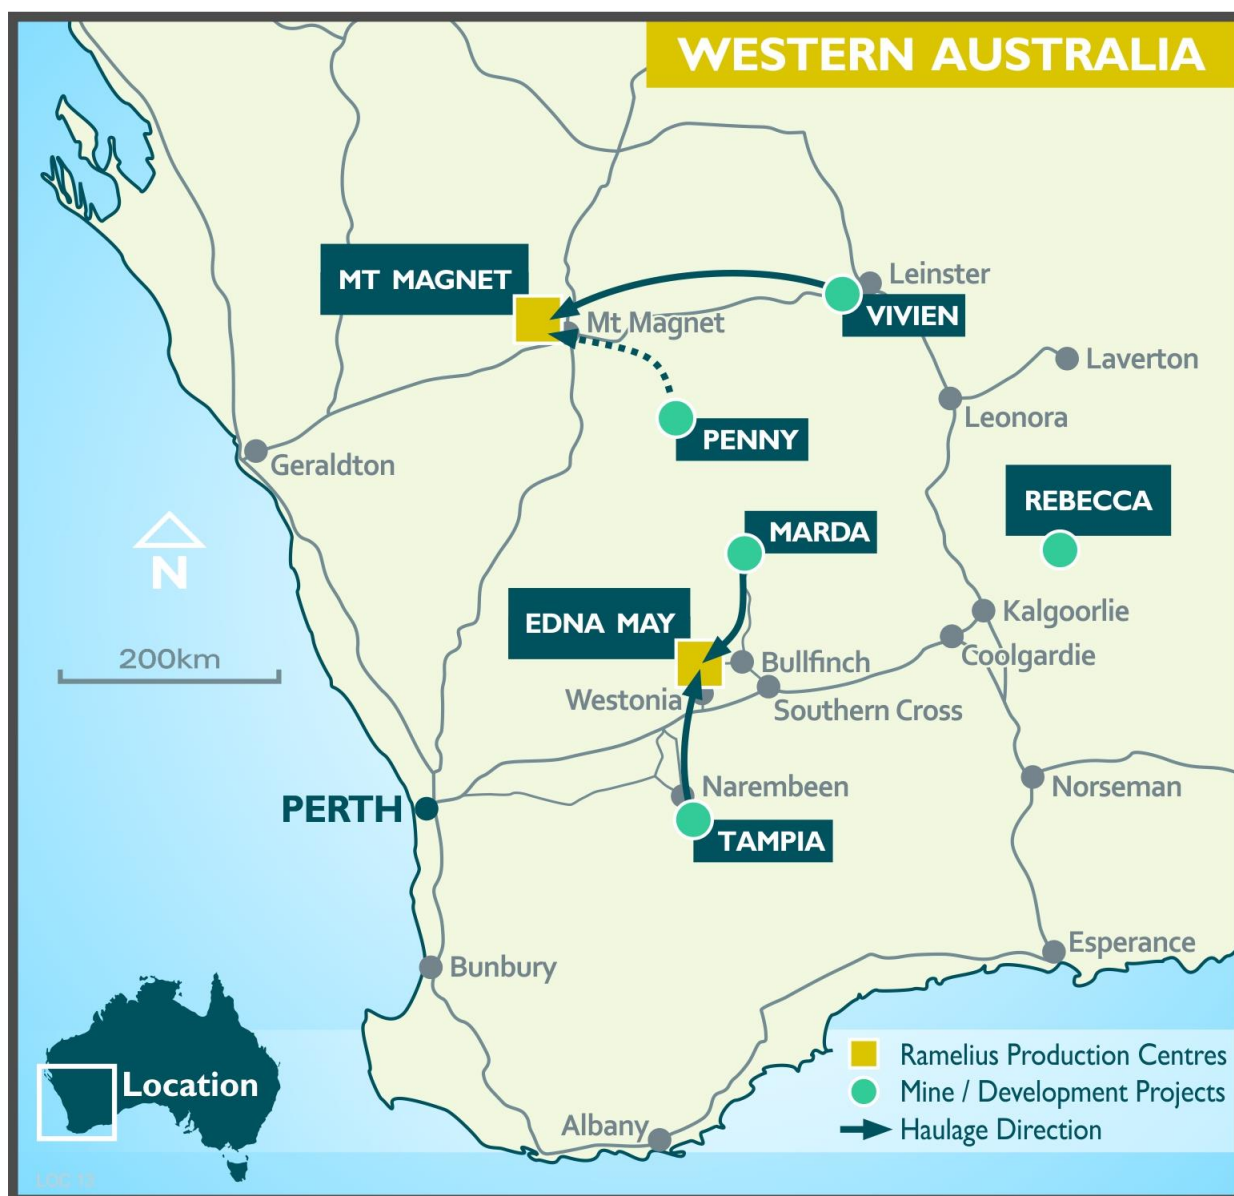 WESTERN AUSTRALIA
MT MAGNET
Leinster
VIVIEN
Mt Magnet
Laverton
Leonora
PENNY
Geraldton
REBECCA
MARDA
N
EDNA MAY
Kalgoorlie
Coolgardie
200km
Bullfinch
Westonia
Southern Cross
Narembeen
Norseman
PERTH
TAMPIA
Esperance
Bunbury
Location
Ramelius Production Centres
Mine / Development Projects
Haulage Direction
Albany